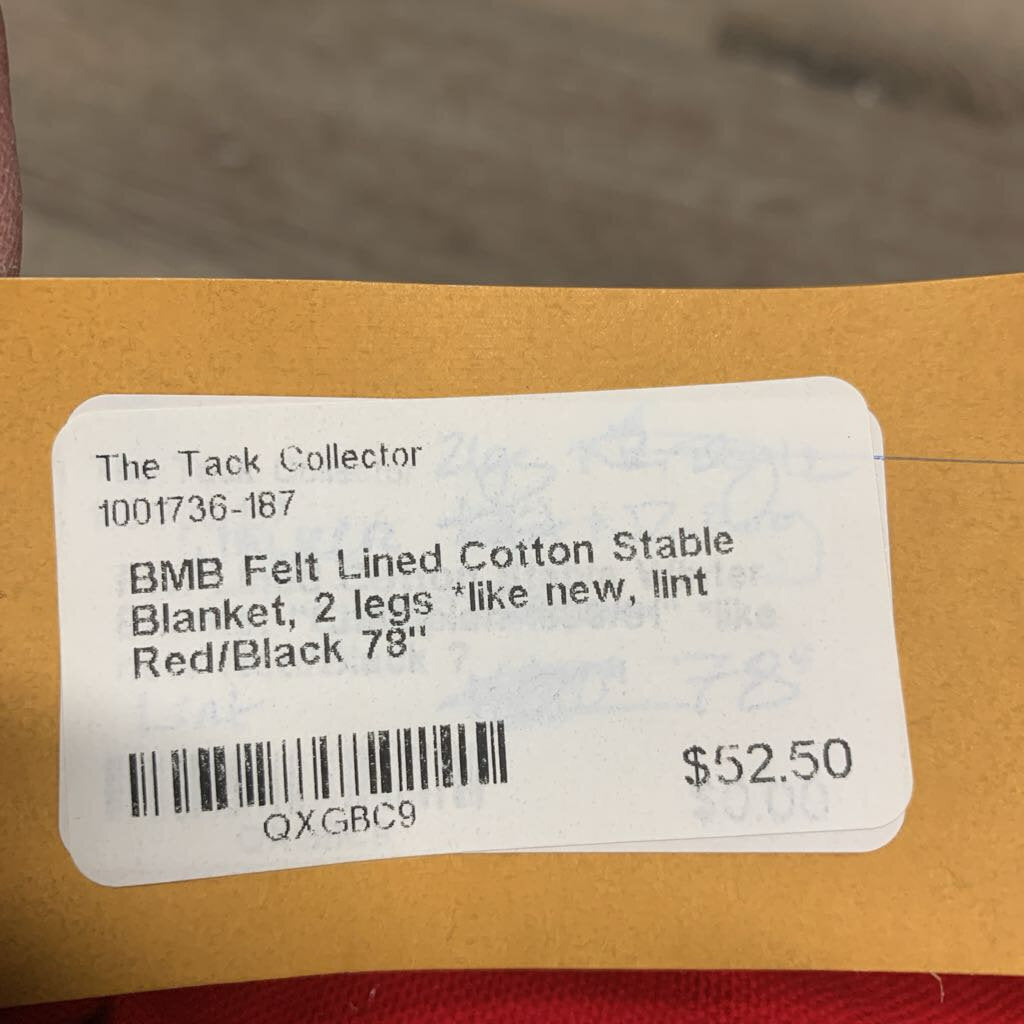 The Tack Collector
1001736-187
BMB Felt Lined Cotton Stable
Blanket, 2 legs *like new, lint
Red/Black 78"
QXGBC9
$52.50